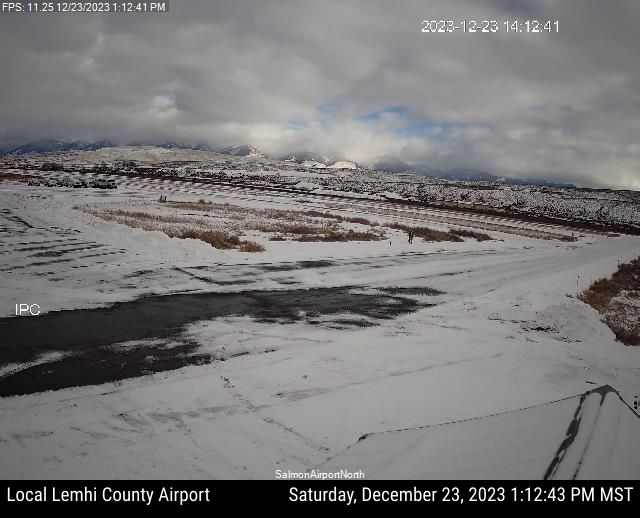 FPS: 11.25 12/23/2023 1:12:41 PM
2023-12-23 14:12:41
IPC
SalmonAirportNorth
Local Lemhi County Airport Saturday, December 23, 2023 1:12:43 PM MST